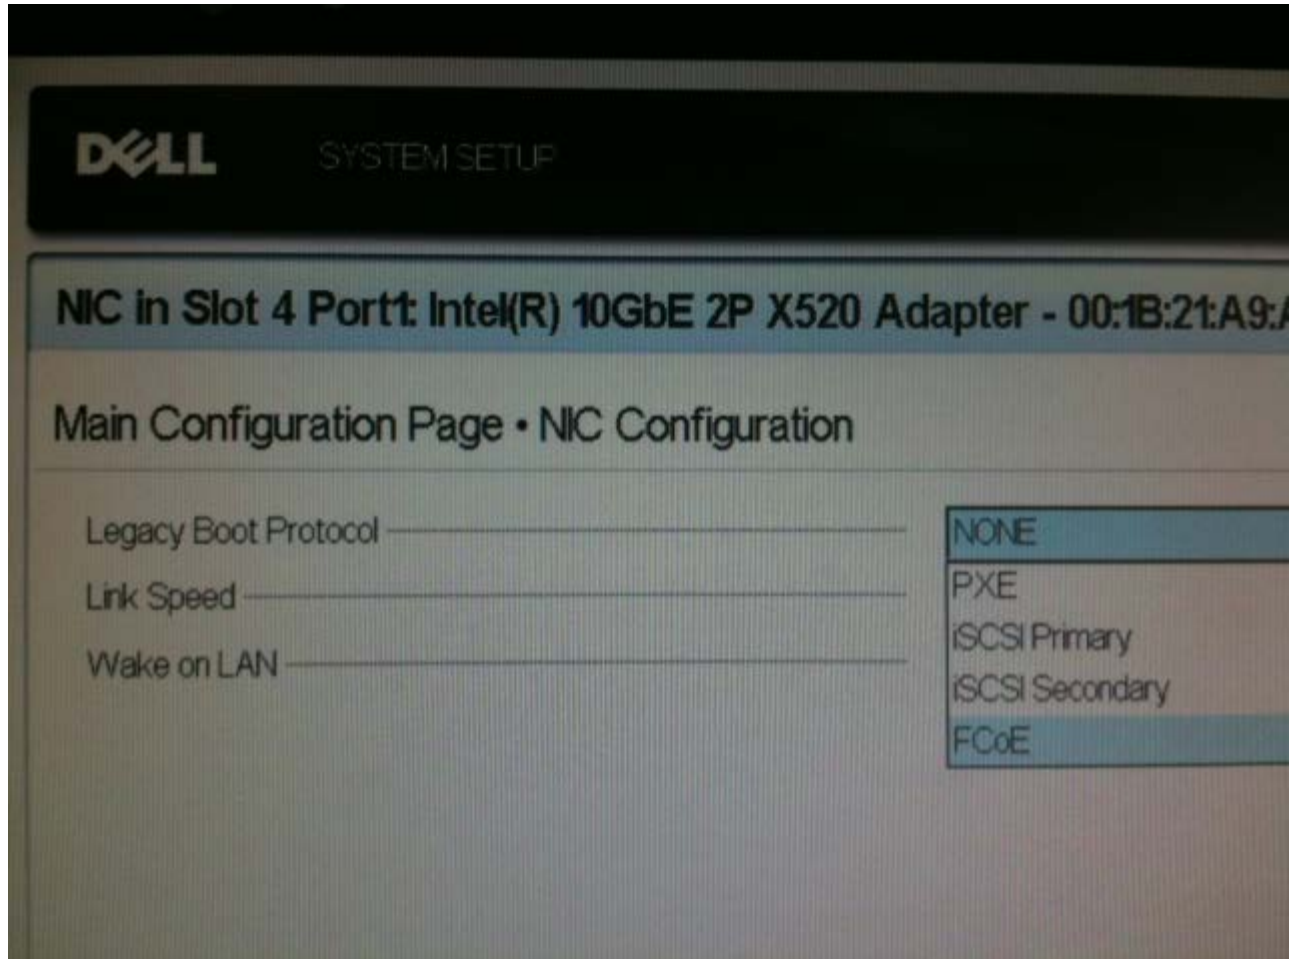 DELL SYSTEM SETUP
NIC in Slot 4 Port1: Intel(R) 10GbE 2P X520 Adapter - 00:1B:21:A9:
Main Configuration Page • NIC Configuration
Legacy Boot Protocol NONE
PXE
Link Speed
iSCSI Primary
Wake on LAN
iSCSI Secondary
FCoE